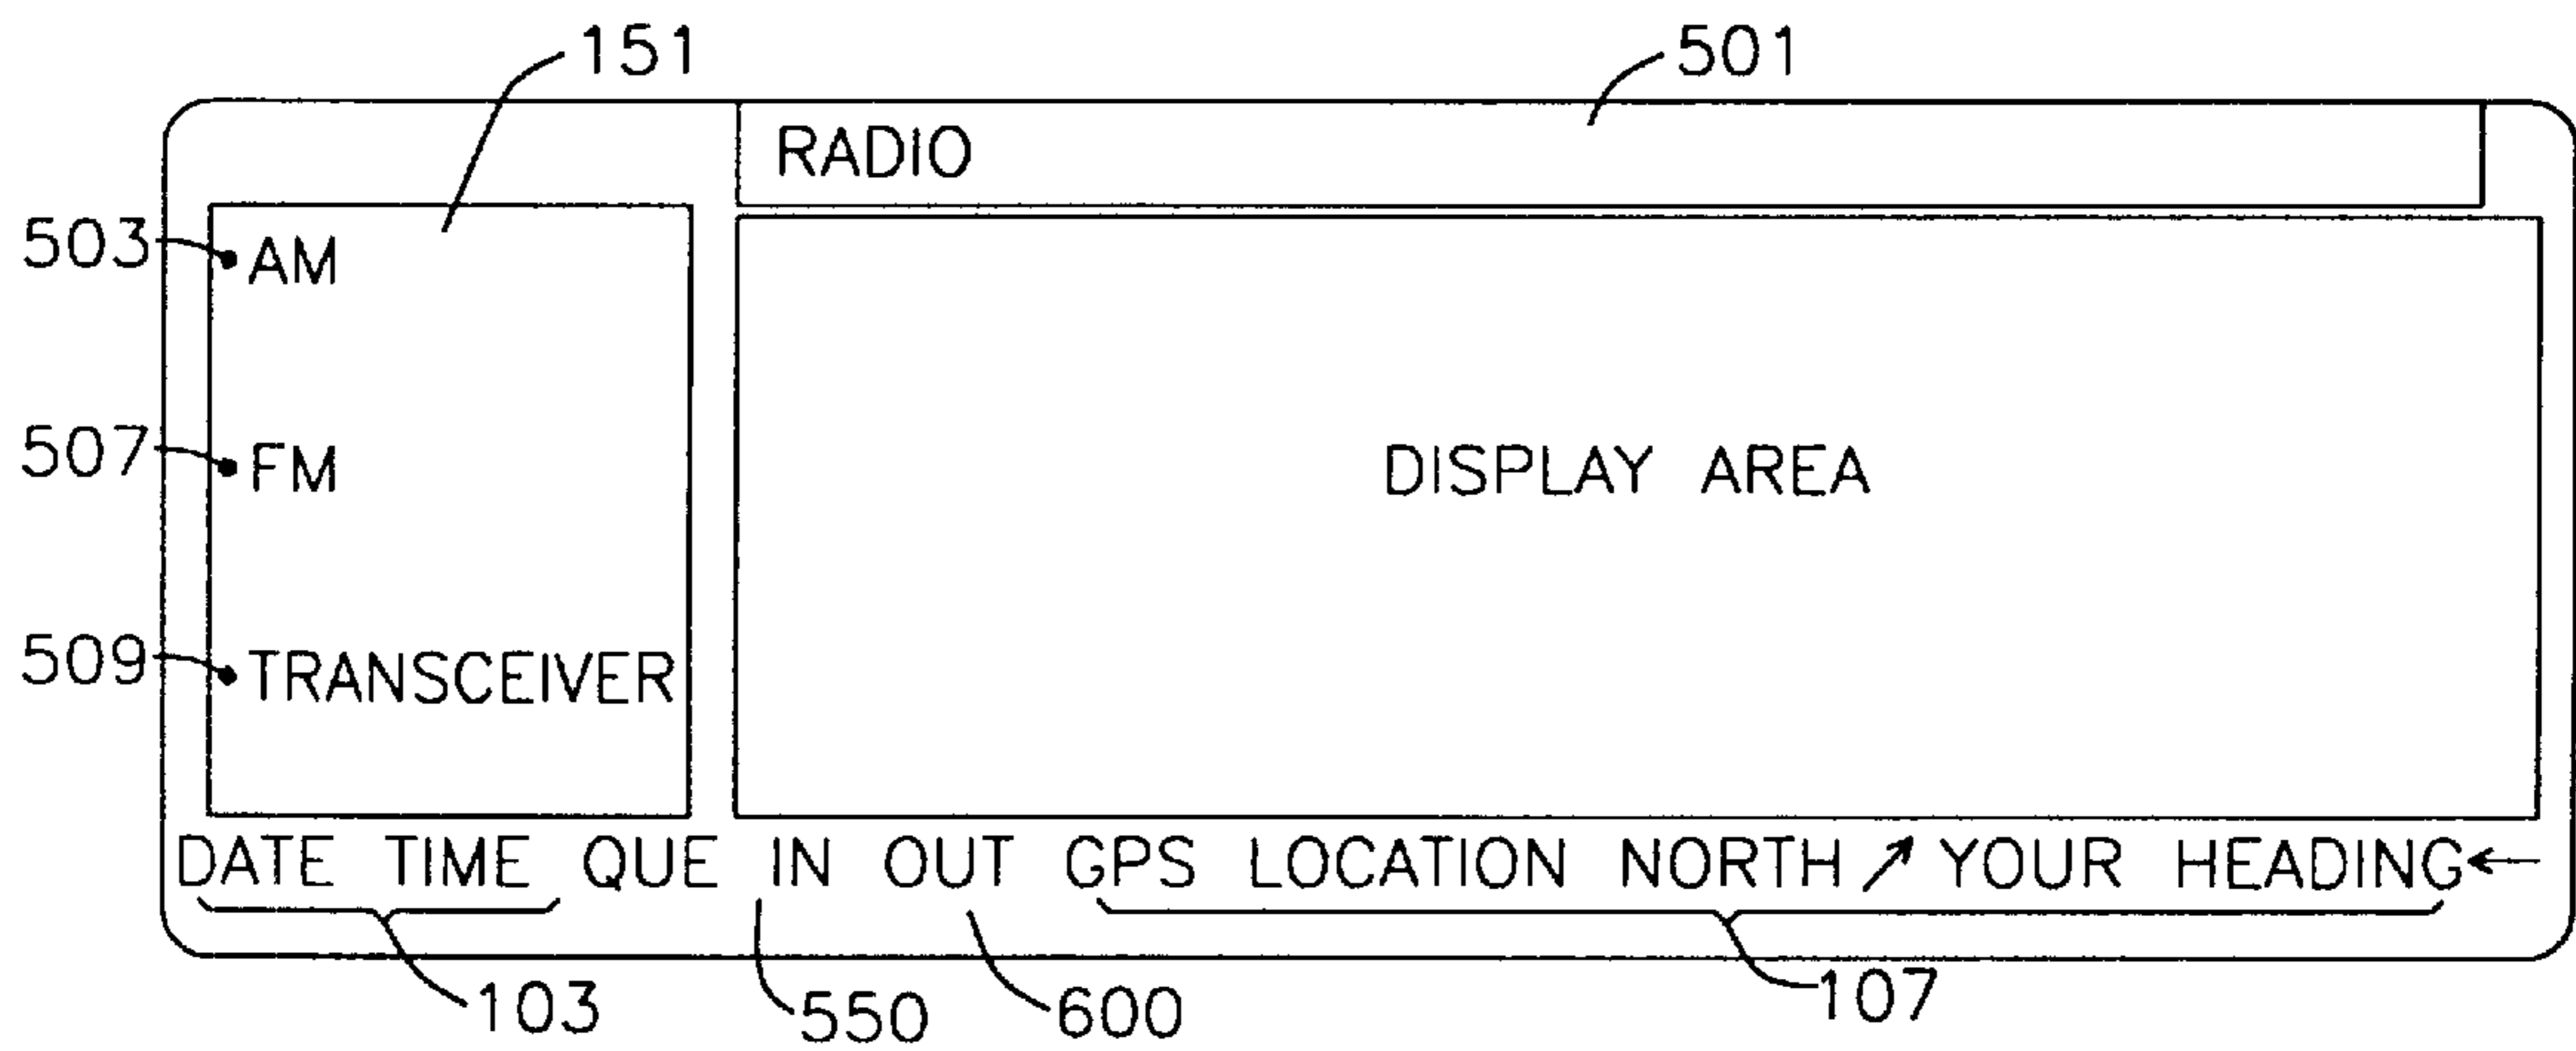 151
501
RADIO
503
AM
507
FM
DISPLAY AREA
509
TRANSCEIVER
DATE TIME QUE IN OUT GPS LOCATION NORTH ↗ YOUR HEADING ←
103
550
600
107